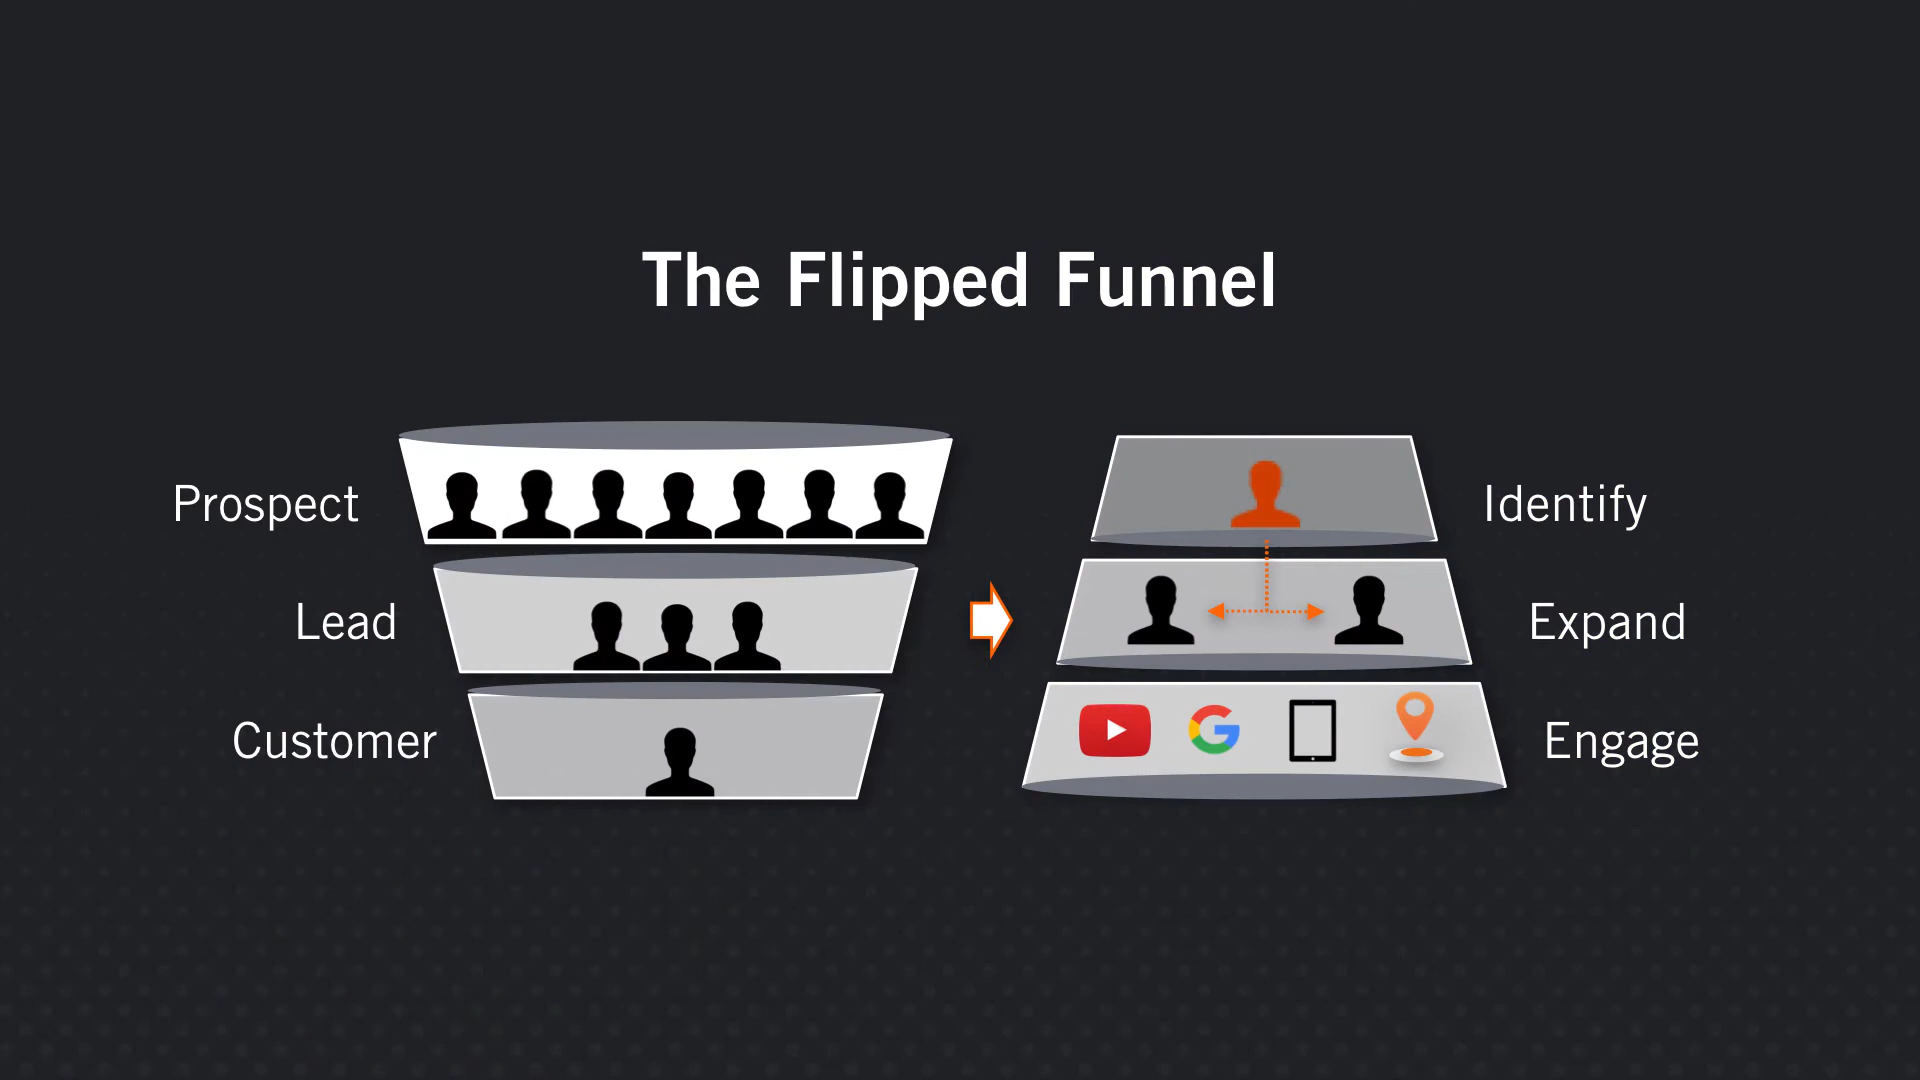 The Flipped Funnel
Prospect
Lead
Customer
Identify
Expand
Engage